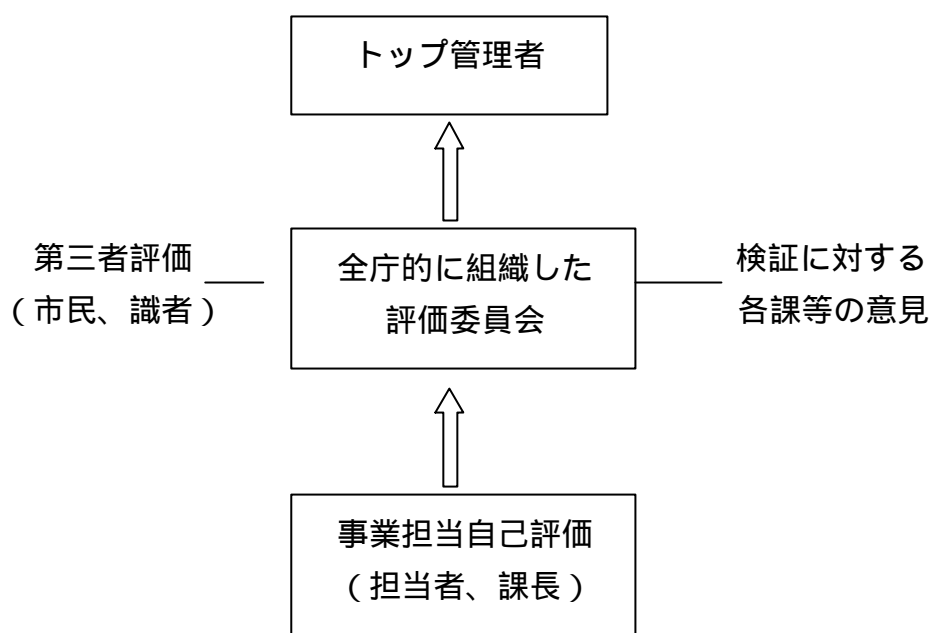 トップ管理者
第三者評価
(市民、識者)
全庁的に組織した
評価委員会
検証に対する
各課等の意見
事業担当自己評価
(担当者、課長)